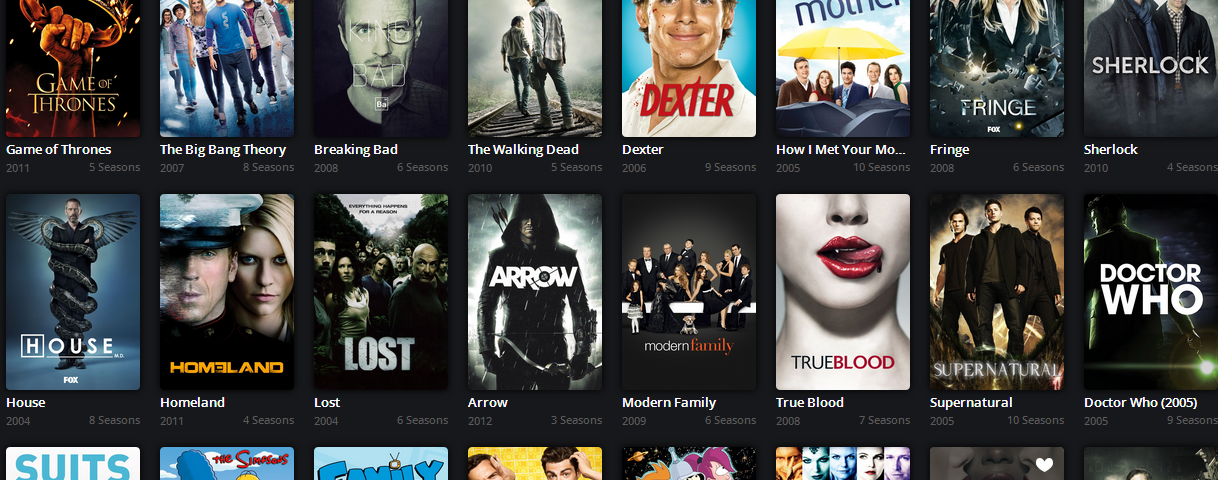 GAME OF THRONES
Game of Thrones
2011 5 Seasons
The Big Bang Theory
2007 8 Seasons
BAD
Ba
Breaking Bad
2008 6 Seasons
The Walking Dead
2010 5 Seasons
DEXTER
Dexter
2006 9 Seasons
mother
How I Met Your Mo...
2005 10 Seasons
FRINGE
FOX
Fringe
2008 6 Seasons
SHERLOCK
Sherlock
2010 4 Seasons
HOUSE M.D.
FOX
House
2004 8 Seasons
HOMELAND
Homeland
2011 4 Seasons
EVERYTHING HAPPENS
FOR A REASON
LOST
Lost
2004 6 Seasons
ARROW
Arrow
2012 3 Seasons
modern family
Modern Family
2009 6 Seasons
TRUEBLOOD
True Blood
2008 7 Seasons
SUPERNATURAL
Supernatural
2005 10 Seasons
DOCTOR
WHO
Doctor Who (2005)
2005 9 Seasons
SUITS
THE SIMPSONS
FAMILY